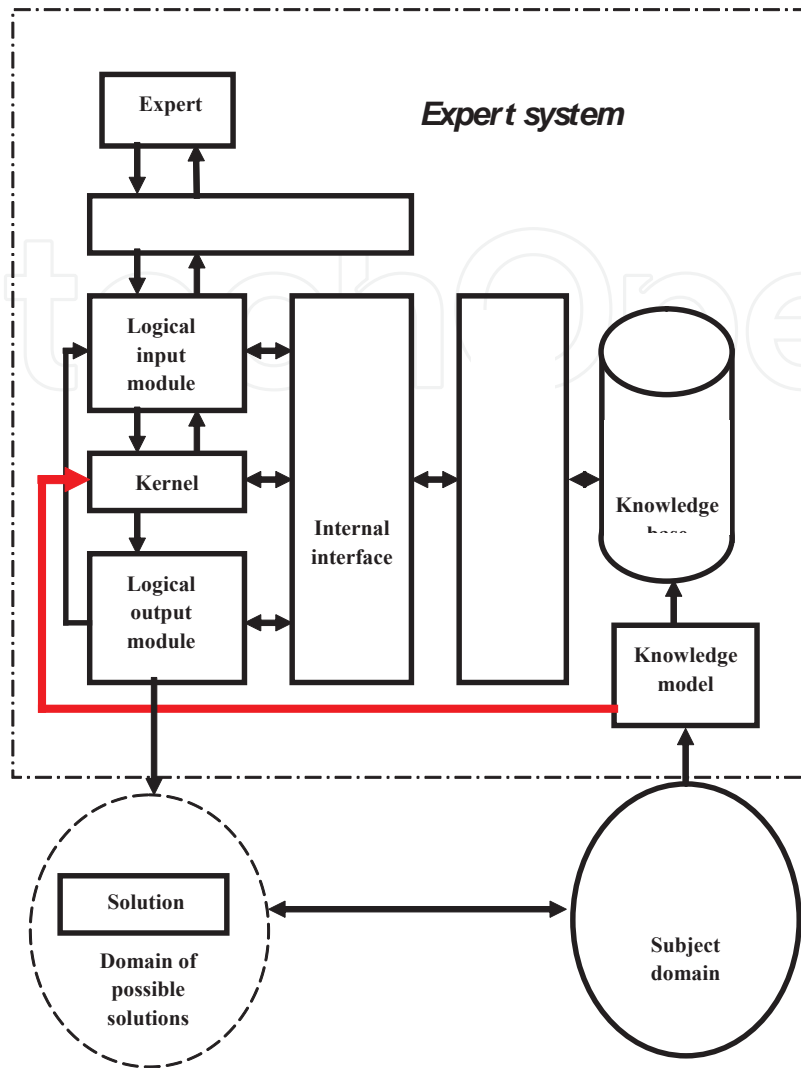 Expert
Expert system
Logical
input
module
Kernel
Internal
interface
Logical
output
module
Knowledge
base
Knowledge
model
Solution
Domain of
possible
solutions
Subject
domain